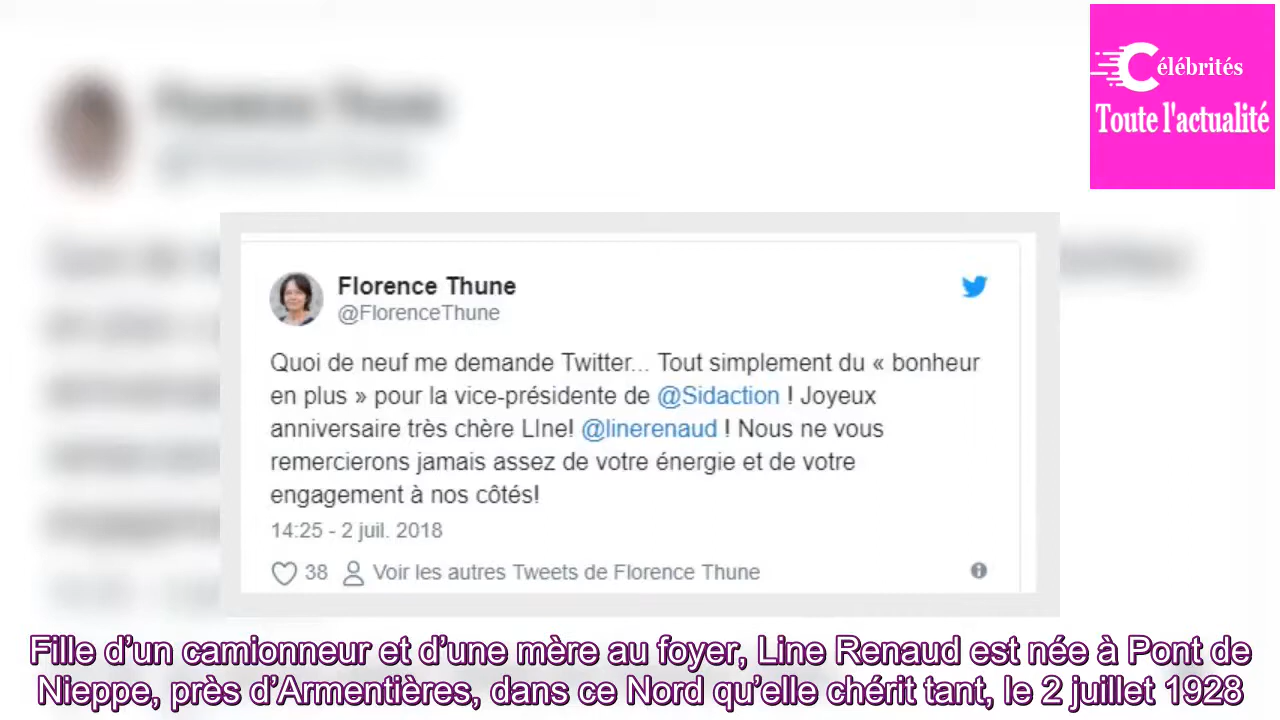 Célébrités
Toute l'actualité
Florence Thune
@FlorenceThune
Quoi de neuf me demande Twitter... Tout simplement du « bonheur
en plus » pour la vice-présidente de @Sidaction ! Joyeux
anniversaire très chère LIne! @linerenaud ! Nous ne vous
remercierons jamais assez de votre énergie et de votre
engagement à nos côtés!
14:25 - 2 juil. 2018
38 Voir les autres Tweets de Florence Thune
Fille d’un camionneur et d’une mère au foyer, Line Renaud est née à Pont de
Nieppe, près d’Armentières, dans ce Nord qu’elle chérit tant, le 2 juillet 1928